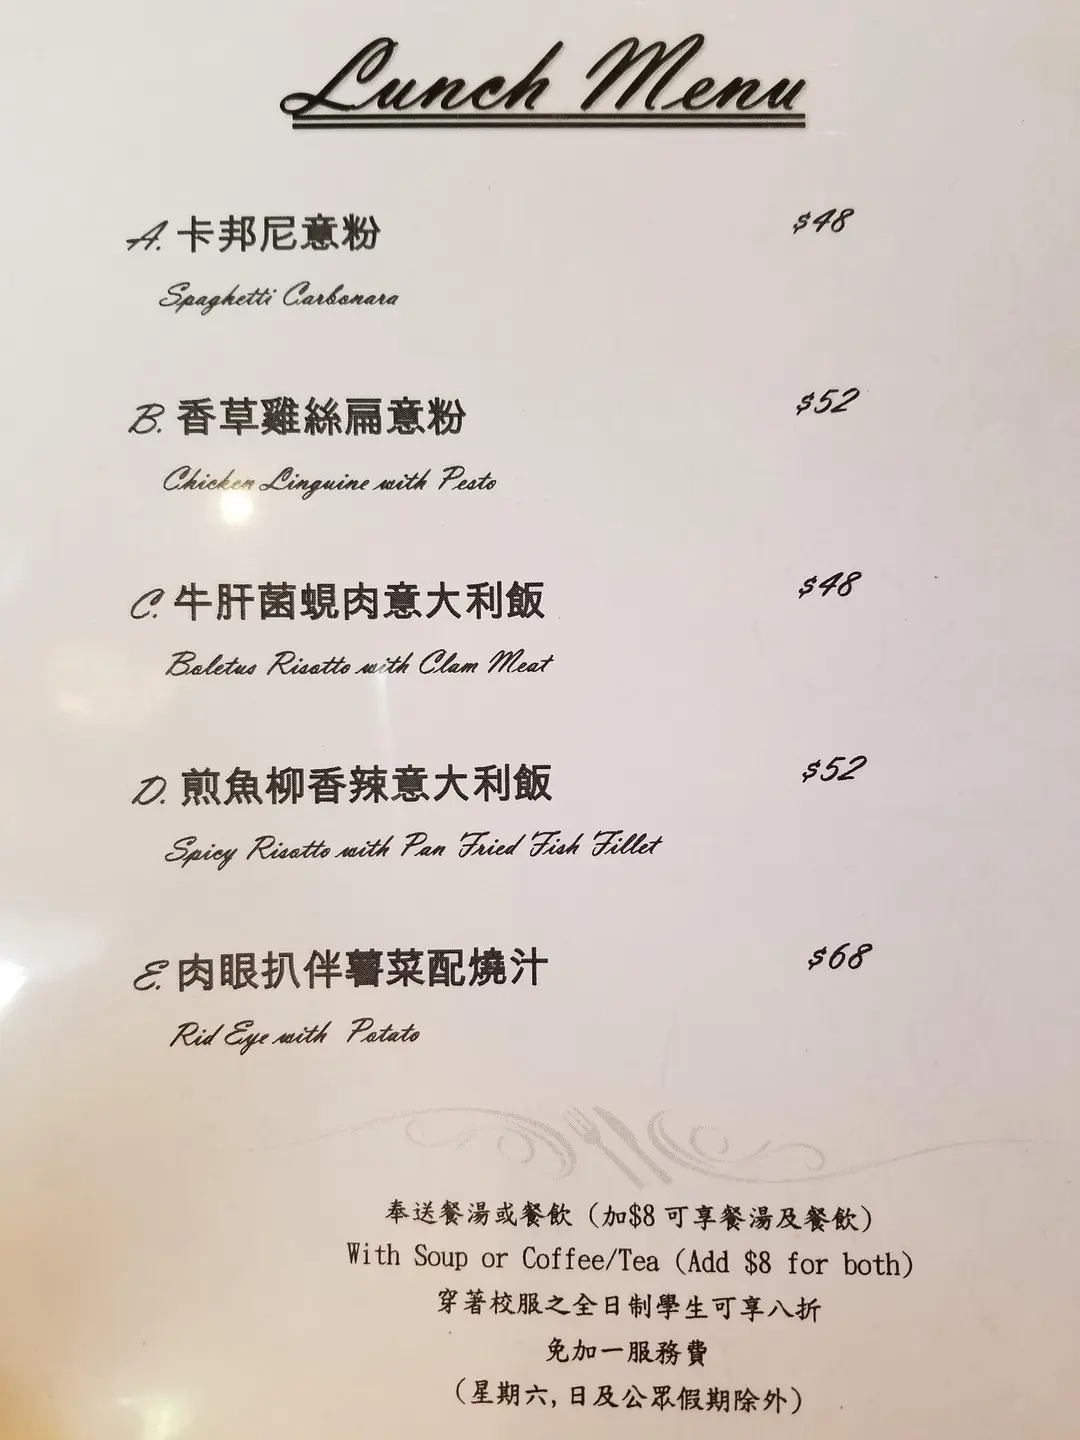 Lunch Menu
A. 卡邦尼意粉 $48
Spaghetti Carbonara
B. 香草雞絲扁意粉 $52
Chicken Linguine with Pesto
C. 牛肝菌蜆肉意大利飯 $48
Boletus Risotto with Clam Meat
D. 煎魚柳香辣意大利飯 $52
Spicy Risotto with Pan Fried Fish Fillet
E. 肉眼扒伴薯菜配燒汁 $68
Rid Eye with Potato
奉送餐湯或餐飲 (加$8可享餐湯及餐飲)
With Soup or Coffee/Tea (Add $8 for both)
穿著校服之全日制學生可享八折
免加一服務費
(星期六,日及公眾假期除外)